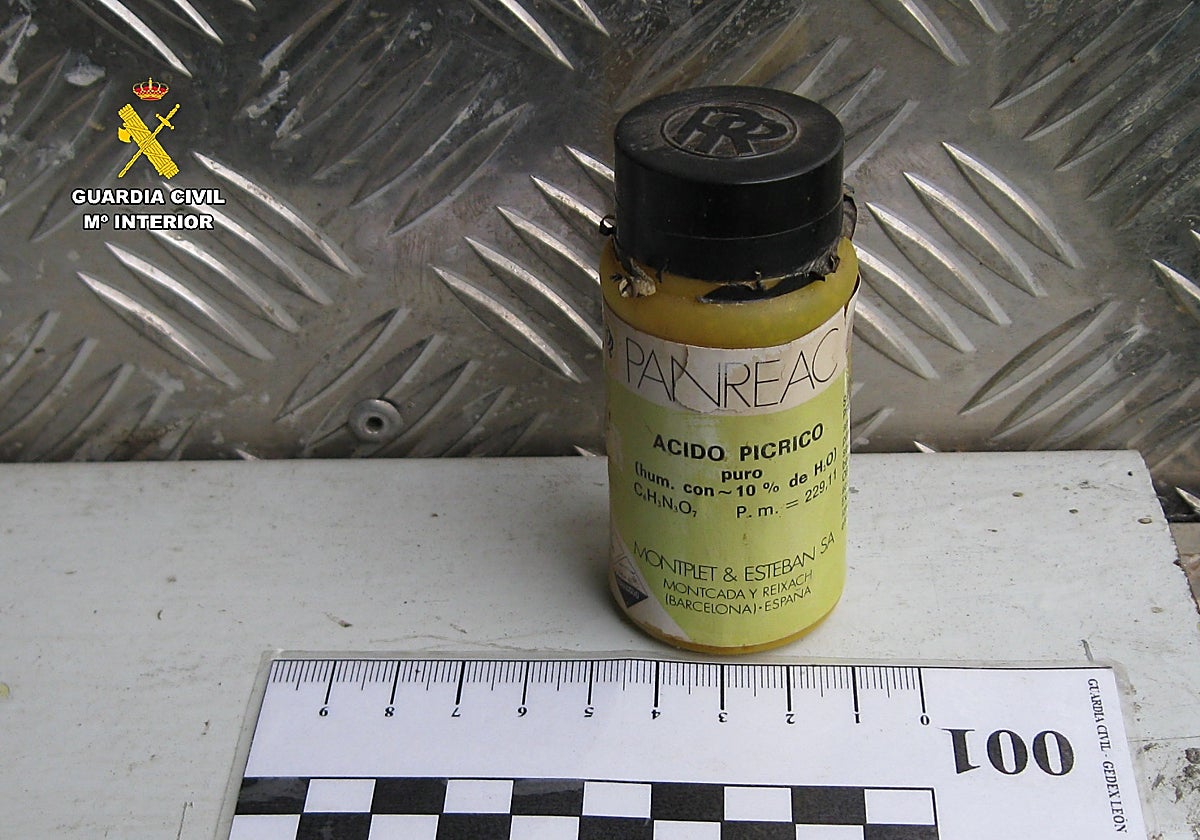 GUARDIA CIVIL
Mº INTERIOR
PANREAC
ACIDO PICRICO
puro
(hum. con ~ 10 % de H₂O)
C₆H₃N₃O₇ P. m. = 229,11
MONTPLET & ESTEBAN SA
MONTCADA Y REIXACH
(BARCELONA)-ESPAÑA
9 8 7 6 5 4 3 2 1 0
001
GUARDIA CIVIL - GEDEX LEÓN